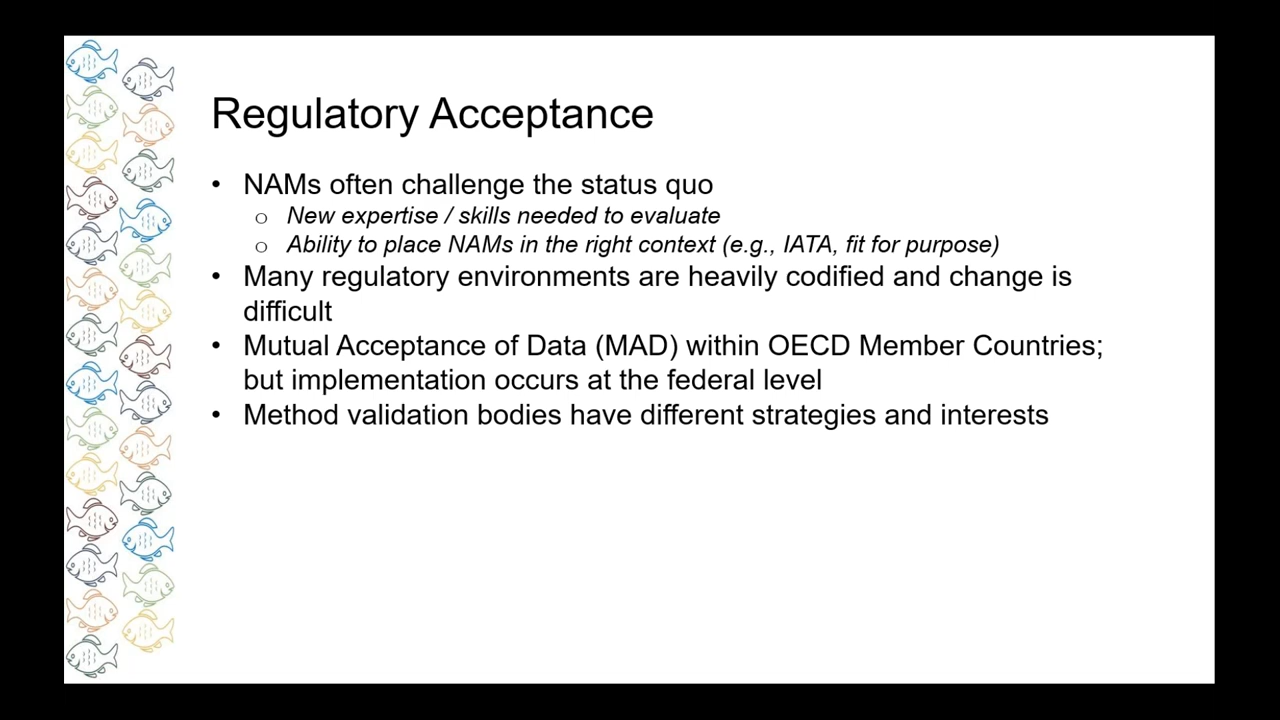 Regulatory Acceptance
• NAMs often challenge the status quo
o New expertise / skills needed to evaluate
o Ability to place NAMs in the right context (e.g., IATA, fit for purpose)
• Many regulatory environments are heavily codified and change is
difficult
• Mutual Acceptance of Data (MAD) within OECD Member Countries;
but implementation occurs at the federal level
• Method validation bodies have different strategies and interests